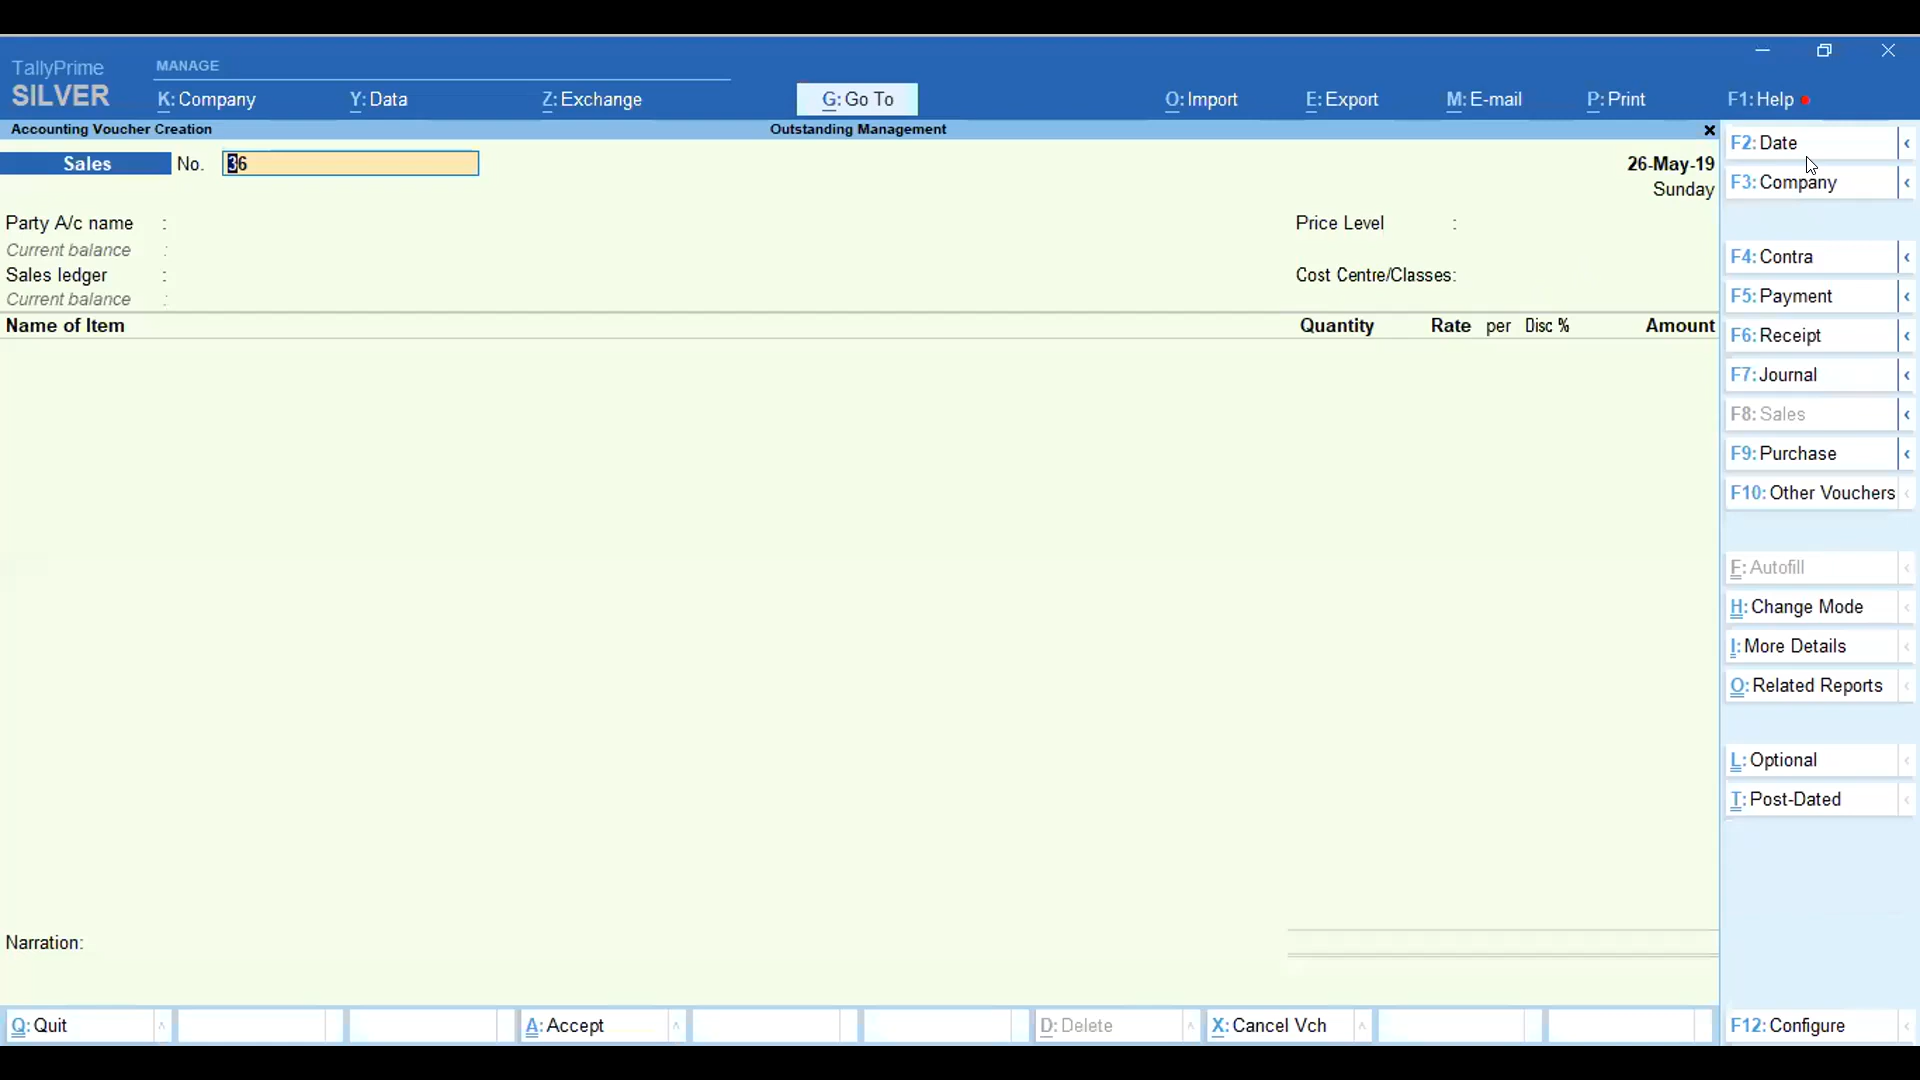 TallyPrime
SILVER
MANAGE
K: Company
Y: Data
Z: Exchange
G: Go To
O: Import
E: Export
M: E-mail
P: Print
F1: Help
Accounting Voucher Creation
Outstanding Management
Sales
No.
36
26-May-19
Sunday
Party A/c name :
Price Level :
Current balance :
Sales ledger :
Cost Centre/Classes:
Current balance :
Name of Item
Quantity
Rate
per
Disc %
Amount
Narration:
F2: Date
F3: Company
F4: Contra
F5: Payment
F6: Receipt
F7: Journal
F8: Sales
F9: Purchase
F10: Other Vouchers
F: Autofill
H: Change Mode
I: More Details
O: Related Reports
L: Optional
T: Post-Dated
Q: Quit
A: Accept
D: Delete
X: Cancel Vch
F12: Configure